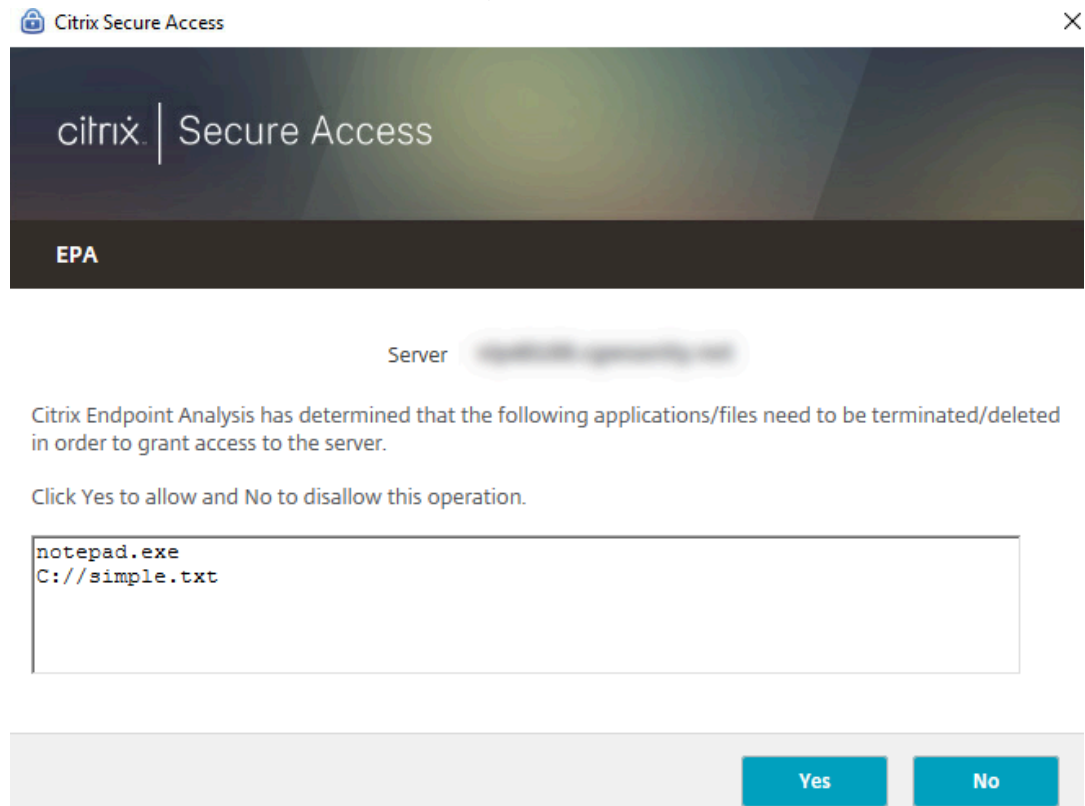 Citrix Secure Access
citrix. Secure Access
EPA
Server
Citrix Endpoint Analysis has determined that the following applications/files need to be terminated/deleted
in order to grant access to the server.
Click Yes to allow and No to disallow this operation.
notepad.exe
C://simple.txt
Yes No